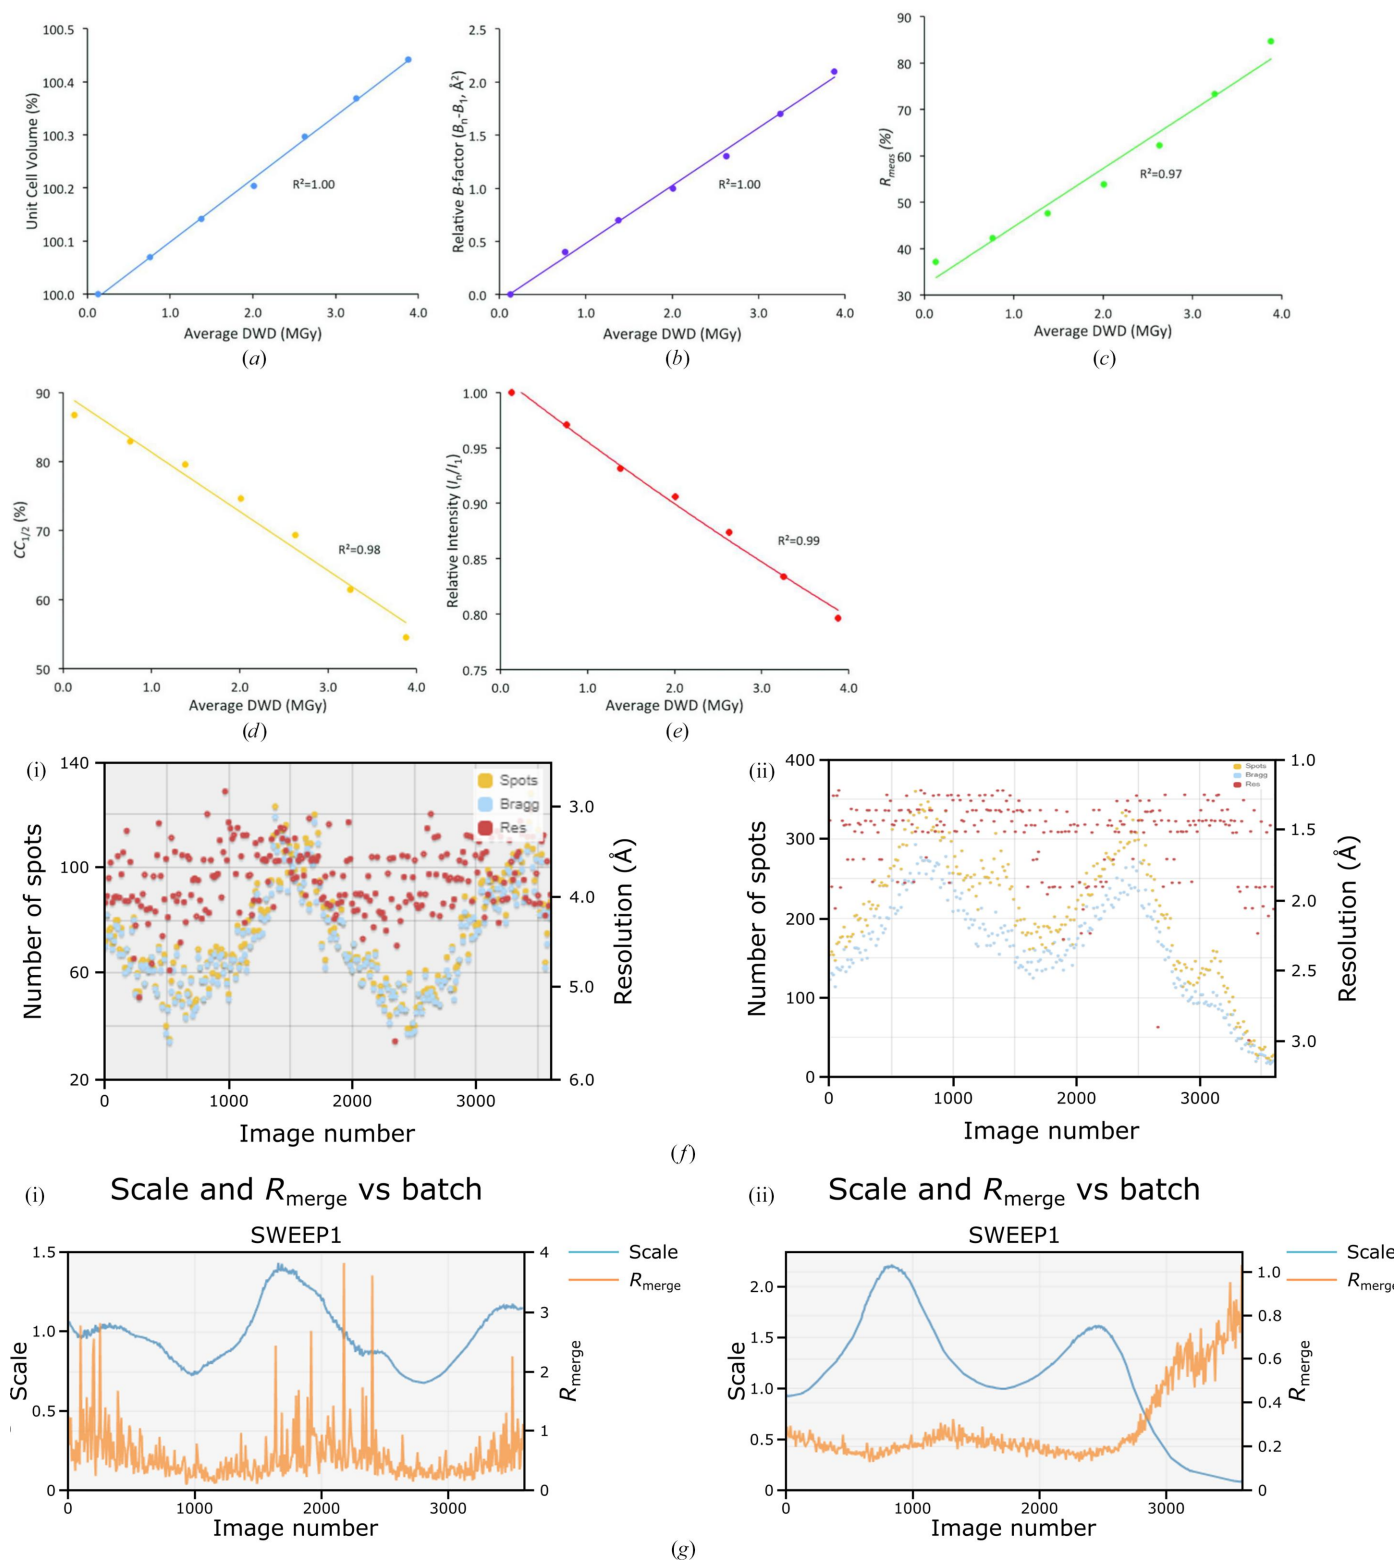 100.5
100.4
100.3
100.2
100.1
100.0
Unit Cell Volume (%)
R²=1.00
0.0 1.0 2.0 3.0 4.0
Average DWD (MGy)
(a)
2.5
2.0
1.5
1.0
0.5
0.0
Relative B-factor (Bn-B1, Å²)
R²=1.00
0.0 1.0 2.0 3.0 4.0
Average DWD (MGy)
(b)
90
80
70
60
50
40
30
Rmeas (%)
R²=0.97
0.0 1.0 2.0 3.0 4.0
Average DWD (MGy)
(c)
90
80
70
60
50
CC1/2 (%)
R²=0.98
0.0 1.0 2.0 3.0 4.0
Average DWD (MGy)
(d)
1.00
0.95
0.90
0.85
0.80
0.75
Relative Intensity (In/I1)
R²=0.99
0.0 1.0 2.0 3.0 4.0
Average DWD (MGy)
(e)
(i)
140
100
60
20
Number of spots
Spots
Bragg
Res
3.0
4.0
5.0
6.0
Resolution (Å)
0 1000 2000 3000
Image number
(ii)
400
300
200
100
0
Number of spots
Spots
Bragg
Res
1.0
1.5
2.0
2.5
3.0
Resolution (Å)
0 1000 2000 3000
Image number
(f)
(i)
Scale and Rmerge vs batch
SWEEP1
1.5
1.0
0.5
0
Scale
4
3
2
1
0
Rmerge
Scale
Rmerge
0 1000 2000 3000
Image number
(ii)
Scale and Rmerge vs batch
SWEEP1
2.0
1.5
1.0
0.5
0
Scale
1.0
0.8
0.6
0.4
0.2
0
Rmerge
Scale
Rmerge
0 1000 2000 3000
Image number
(g)